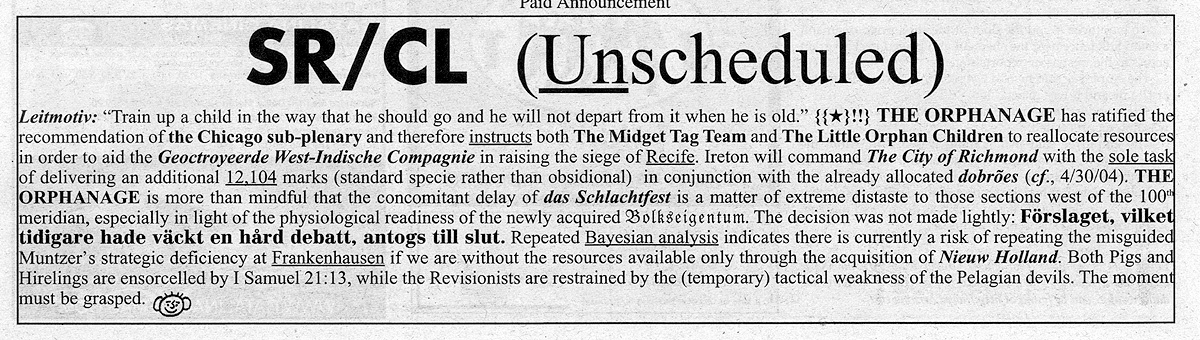 Paid Announcement
SR/CL (Unscheduled)
Leitmotiv: “Train up a child in the way that he should go and he will not depart from it when he is old.” {{★}!!} THE ORPHANAGE has ratified the
recommendation of the Chicago sub-plenary and therefore instructs both The Midget Tag Team and The Little Orphan Children to reallocate resources
in order to aid the Geoctroyeerde West-Indische Compagnie in raising the siege of Recife. Ireton will command The City of Richmond with the sole task
of delivering an additional 12,104 marks (standard specie rather than obsidional) in conjunction with the already allocated dobrões (cf., 4/30/04). THE
ORPHANAGE is more than mindful that the concomitant delay of das Schlachtfest is a matter of extreme distaste to those sections west of the 100th
meridian, especially in light of the physiological readiness of the newly acquired Volkseigentum. The decision was not made lightly: Förslaget, vilket
tidigare hade väckt en hård debatt, antogs till slut. Repeated Bayesian analysis indicates there is currently a risk of repeating the misguided
Muntzer’s strategic deficiency at Frankenhausen if we are without the resources available only through the acquisition of Nieuw Holland. Both Pigs and
Hirelings are ensorcelled by I Samuel 21:13, while the Revisionists are restrained by the (temporary) tactical weakness of the Pelagian devils. The moment
must be grasped.